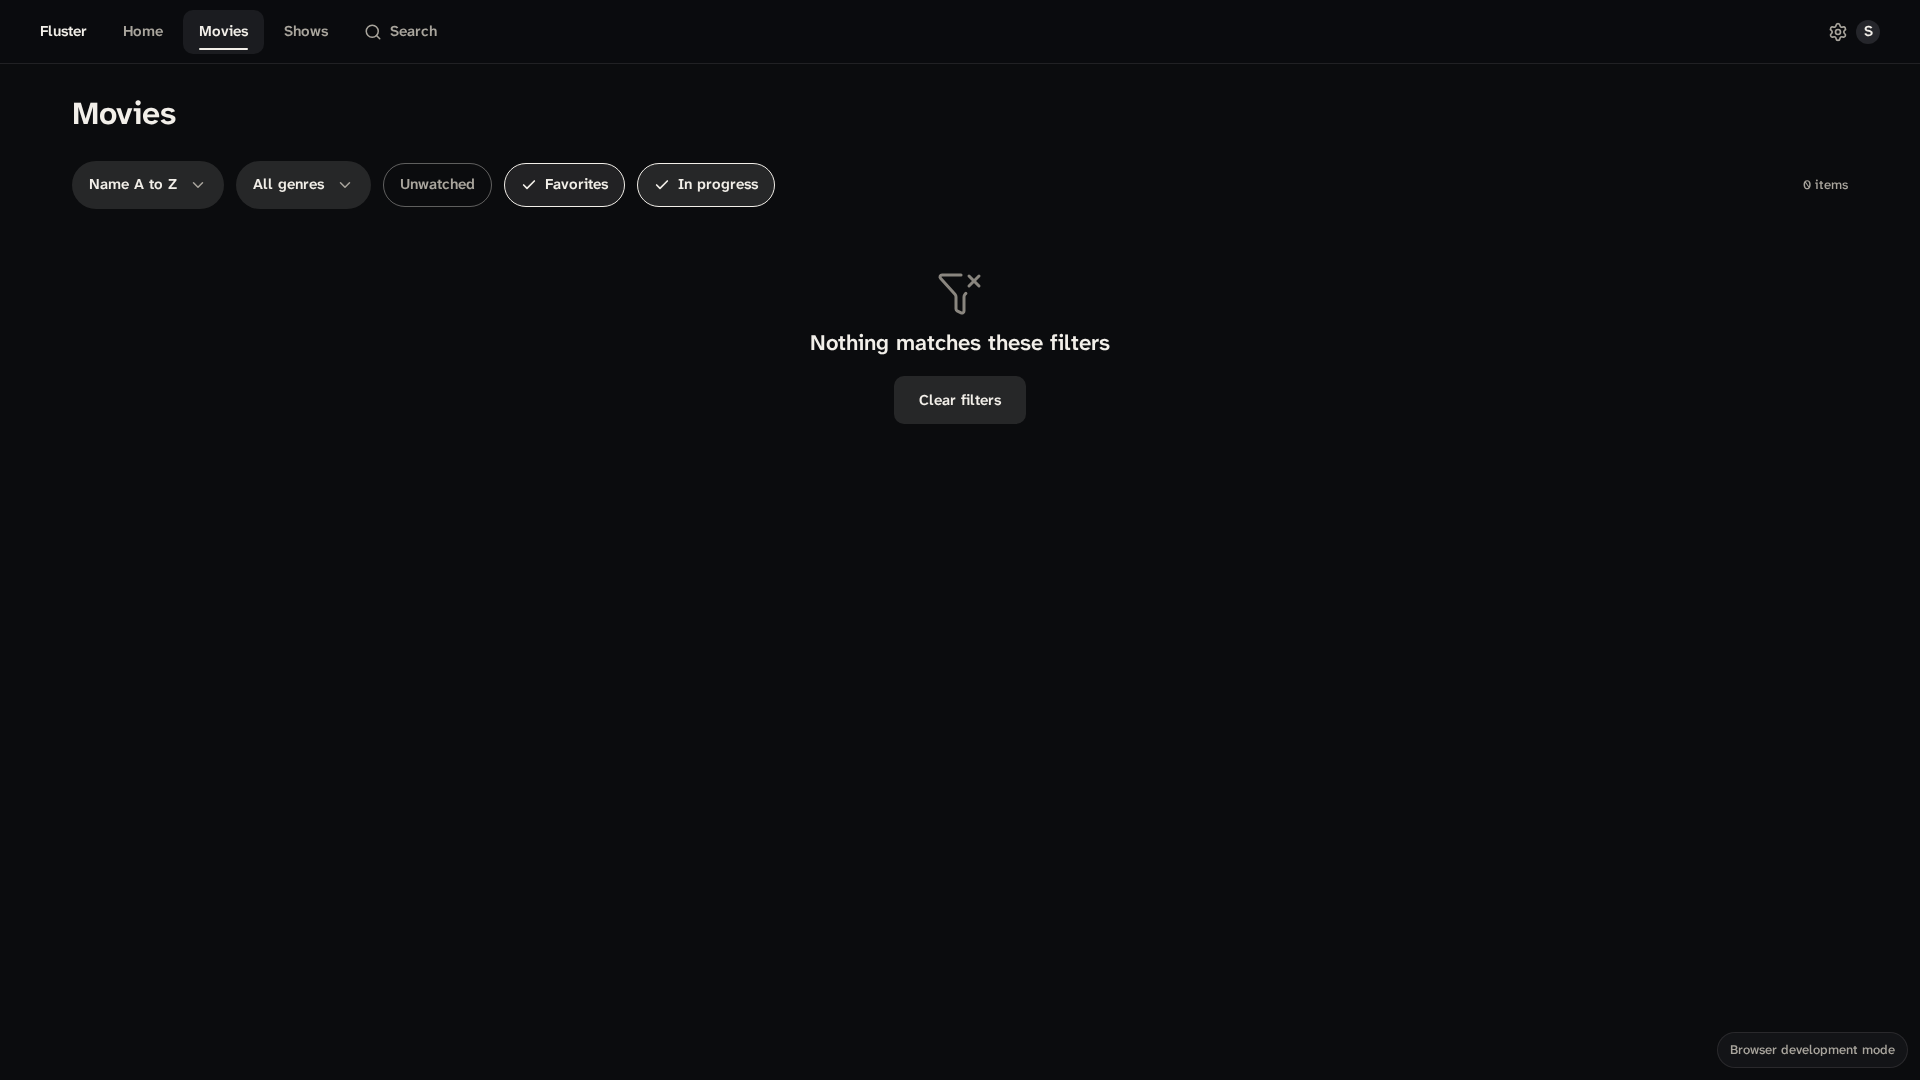 Fluster Home Movies Shows Search S
Movies
Name A to Z All genres Unwatched Favorites In progress 0 items
Nothing matches these filters
Clear filters
Browser development mode